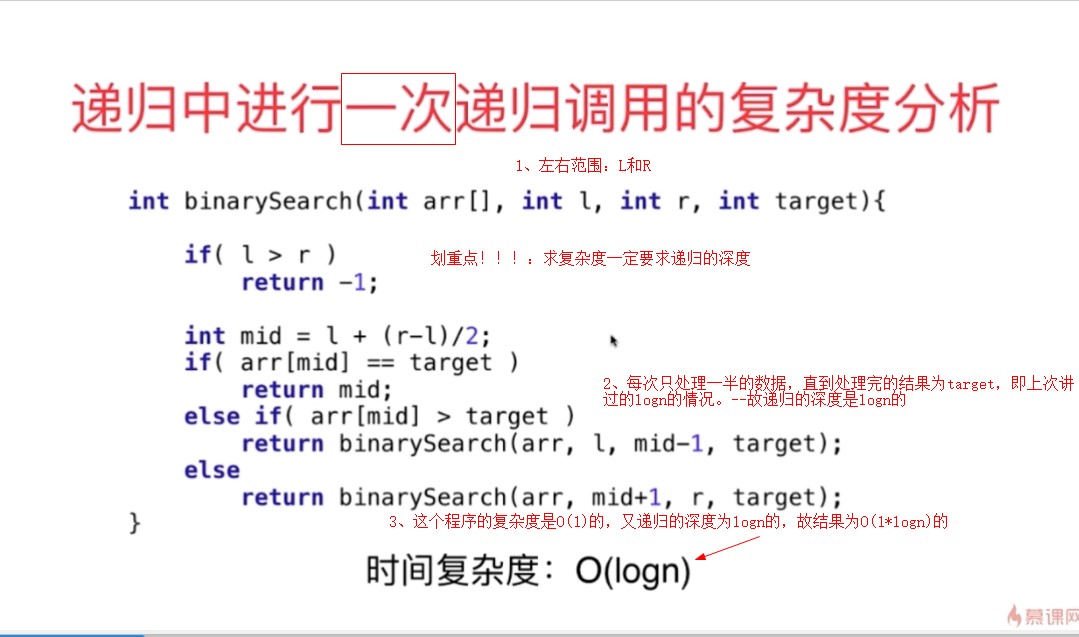 递归中进行一次递归调用的复杂度分析
1、左右范围：L和R
int binarySearch(int arr[], int l, int r, int target){
if( l > r )
划重点！！！：求复杂度一定要求递归的深度
return -1;
int mid = l + (r-l)/2;
if( arr[mid] == target )
return mid;
2、每次只处理一半的数据，直到处理完的结果为target，即上次讲
过的logn的情况。--故递归的深度是logn的
else if( arr[mid] > target )
return binarySearch(arr, l, mid-1, target);
else
return binarySearch(arr, mid+1, r, target);
3、这个程序的复杂度是O(1)的，又递归的深度为logn的，故结果为O(1*logn)的
}
时间复杂度：O(logn)
慕课网